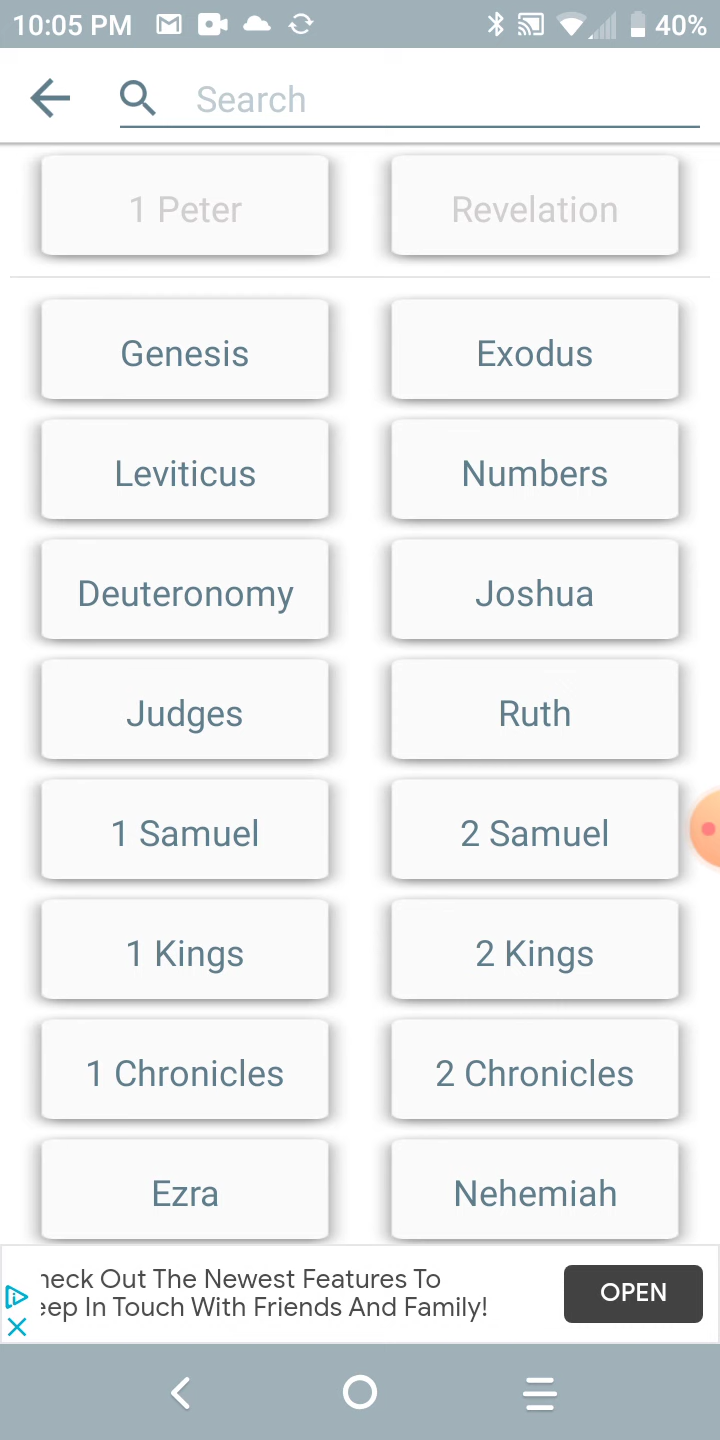 10:05 PM 40%
Search
1 Peter Revelation
Genesis Exodus
Leviticus Numbers
Deuteronomy Joshua
Judges Ruth
1 Samuel 2 Samuel
1 Kings 2 Kings
1 Chronicles 2 Chronicles
Ezra Nehemiah
heck Out The Newest Features To
eep In Touch With Friends And Family!
OPEN